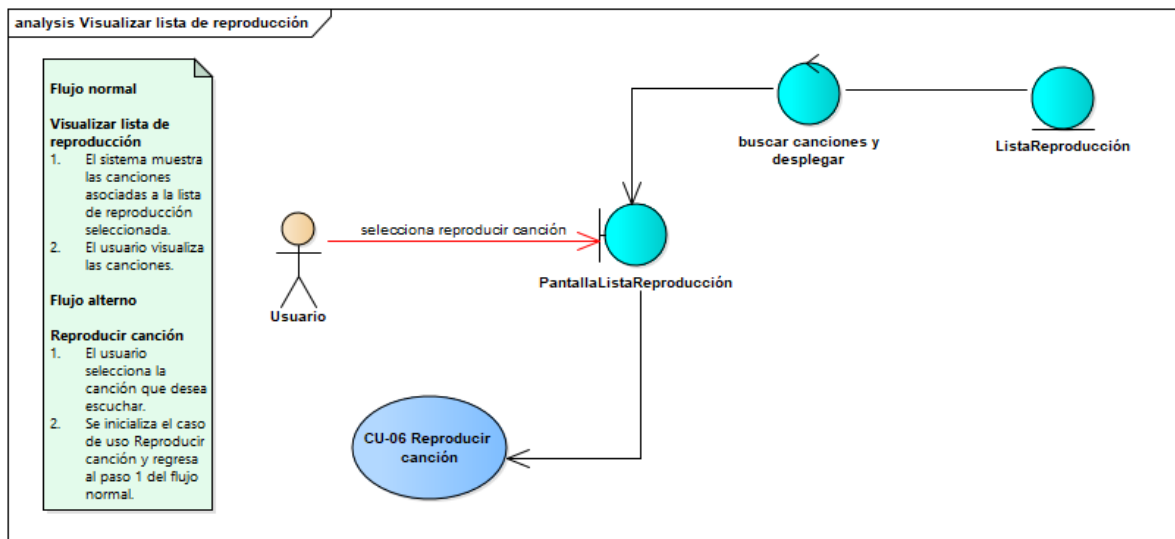 analysis Visualizar lista de reproducción
Flujo normal
Visualizar lista de
reproducción
1. El sistema muestra
las canciones
asociadas a la lista
de reproducción
seleccionada.
2. El usuario visualiza
las canciones.
Flujo alterno
Reproducir canción
1. El usuario
selecciona la
canción que desea
escuchar.
2. Se inicializa el caso
de uso Reproducir
canción y regresa
al paso 1 del flujo
normal.
buscar canciones y
desplegar
ListaReproducción
selecciona reproducir canción
Usuario
PantallaListaReproducción
CU-06 Reproducir
canción